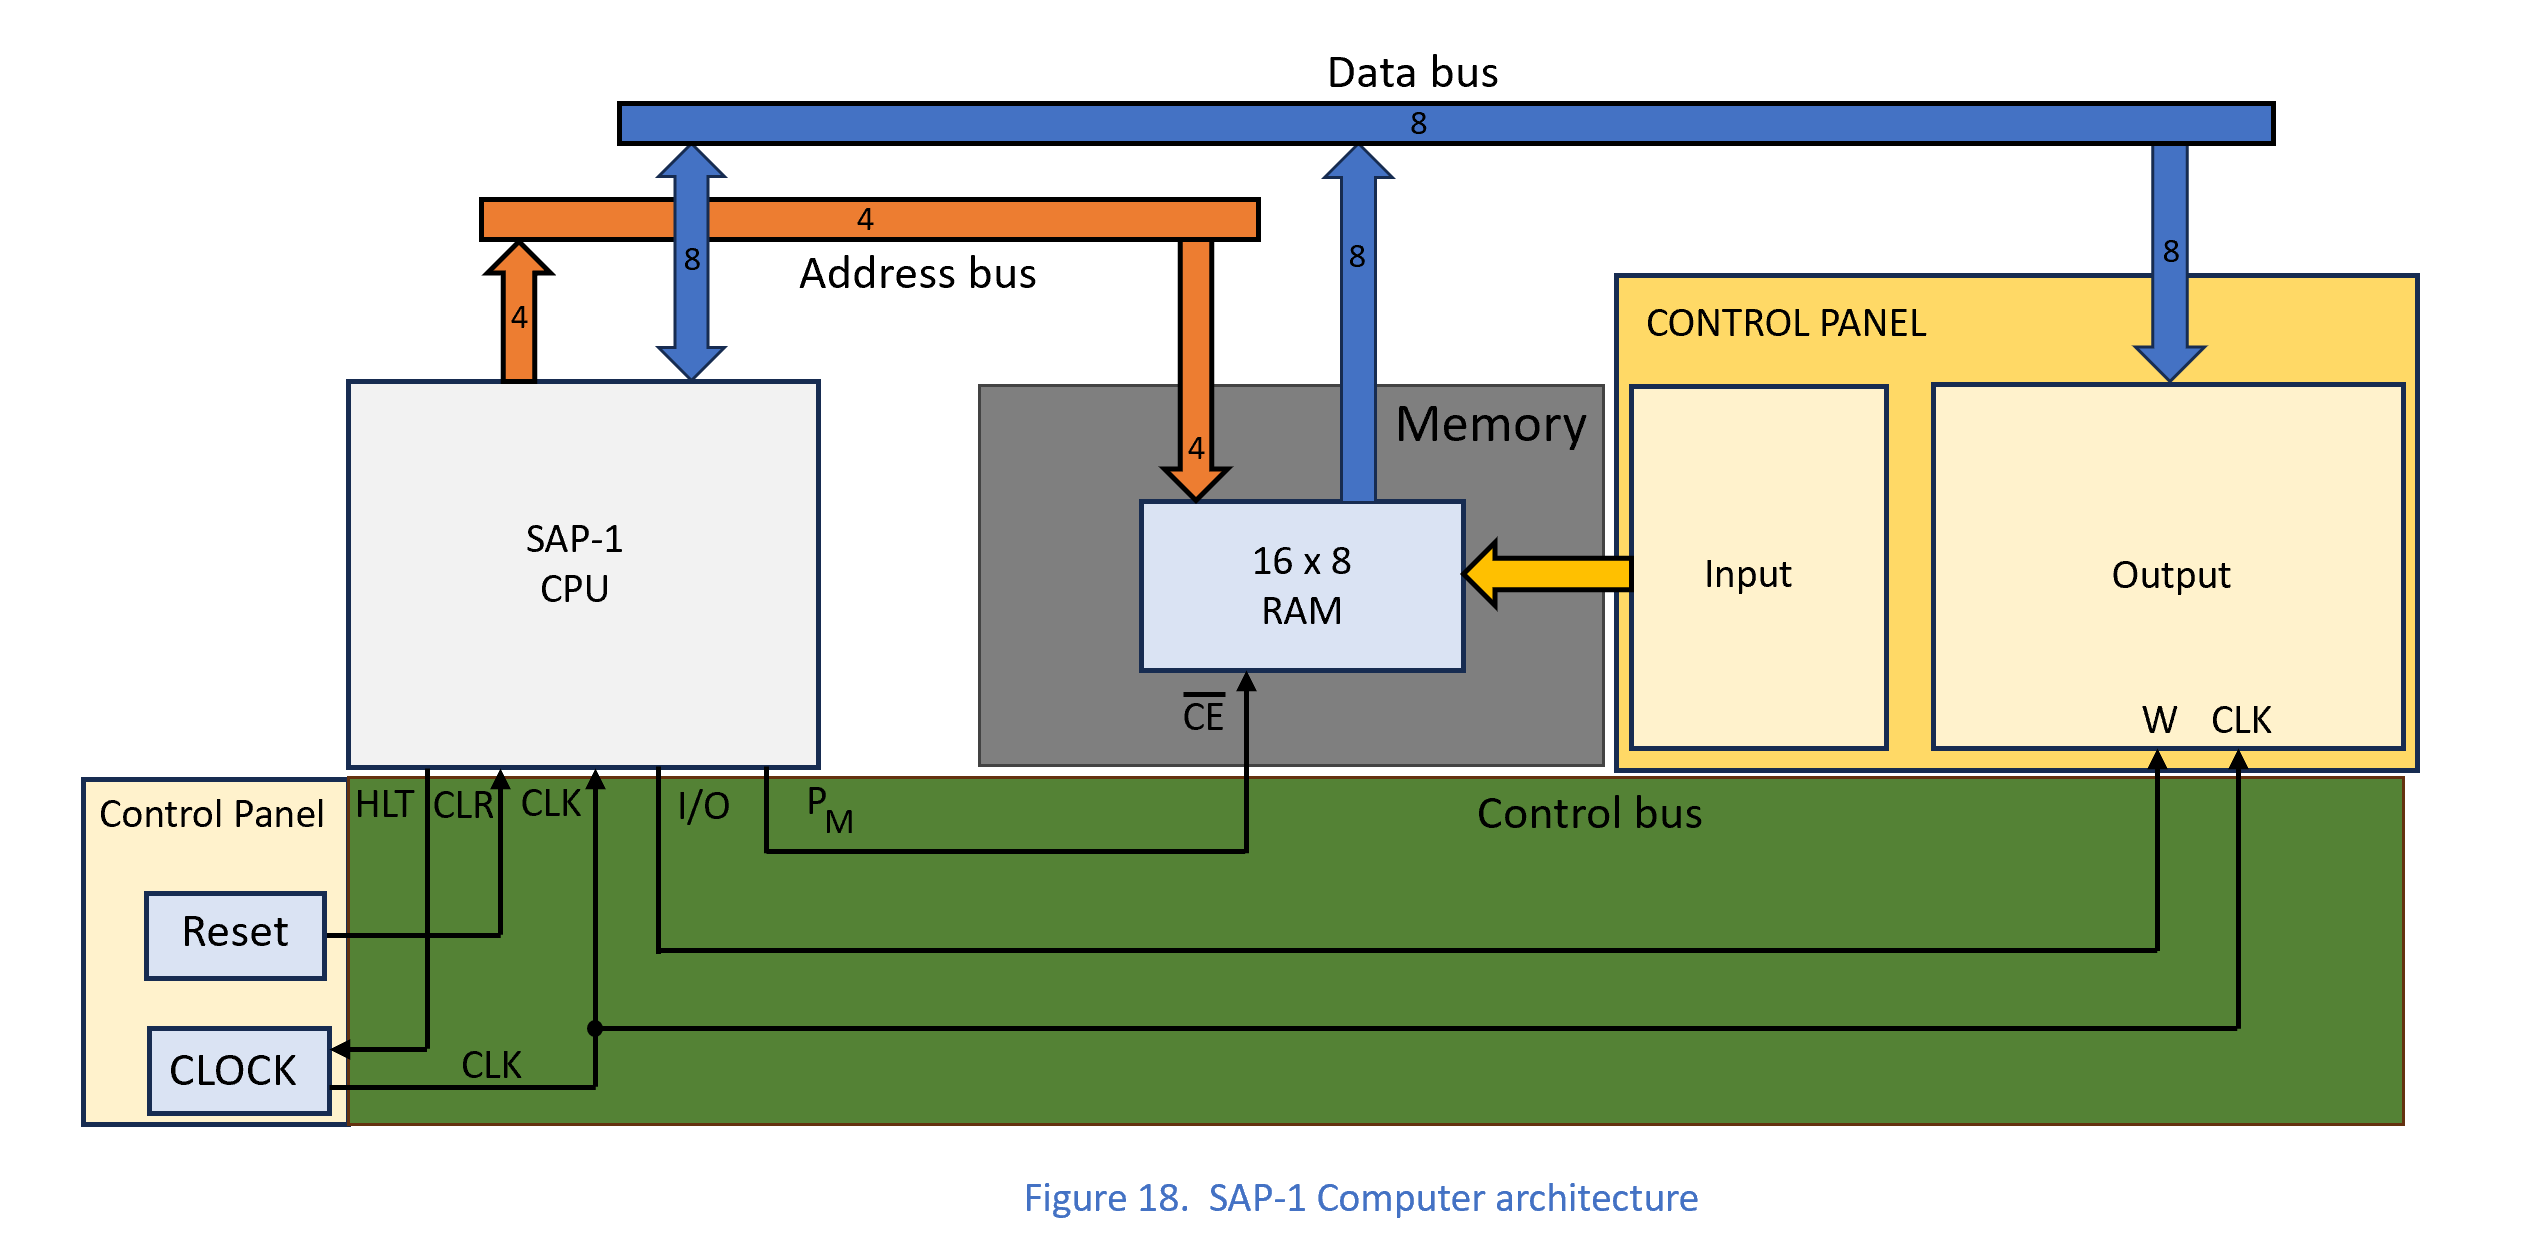 Data bus
8
4
8
Address bus
4
8
8
CONTROL PANEL
Memory
4
SAP-1
CPU
16 x 8
RAM
Input
Output
CE
W CLK
Control Panel
HLT CLR CLK I/O PM
Control bus
Reset
CLOCK
CLK
Figure 18. SAP-1 Computer architecture